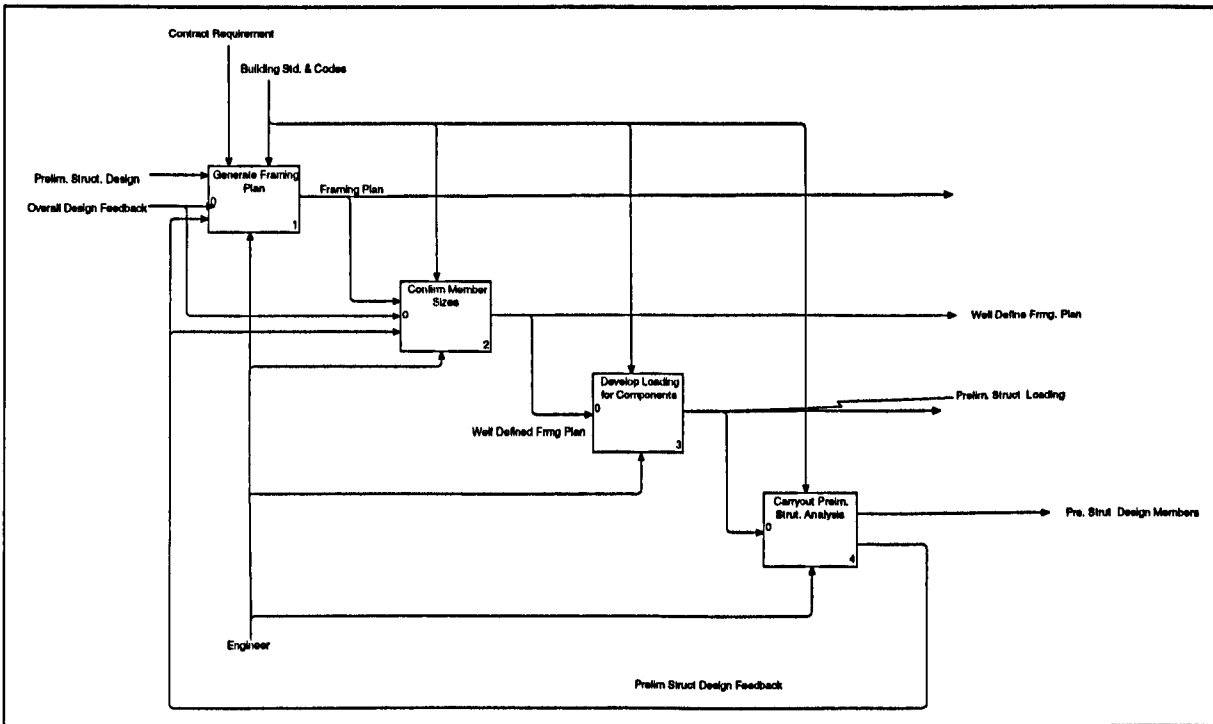 Contract Requirement
Building Std. & Codes
Prelim. Struct. Design
Generate Framing
Plan
0
1
Overall Design Feedback
Framing Plan
Confirm Member
Sizes
0
2
Well Define Frmg. Plan
Develop Loading
for Components
0
3
Well Defined Frmg Plan
Prelim. Struct Loading
Carryout Prelm.
Strut. Analysis
0
4
Pre. Strut Design Members
Engineer
Prelim Struct Design Feedback